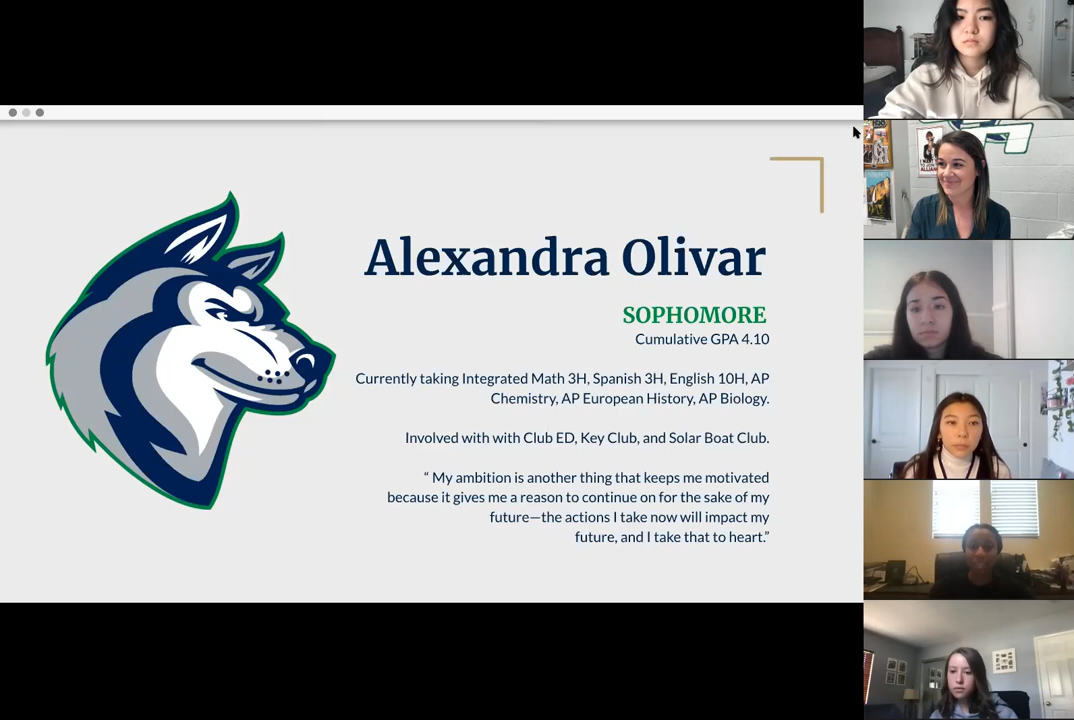 Alexandra Olivar
SOPHOMORE
Cumulative GPA 4.10
Currently taking Integrated Math 3H, Spanish 3H, English 10H, AP
Chemistry, AP European History, AP Biology.
Involved with with Club ED, Key Club, and Solar Boat Club.
“ My ambition is another thing that keeps me motivated
because it gives me a reason to continue on for the sake of my
future—the actions I take now will impact my
future, and I take that to heart.”